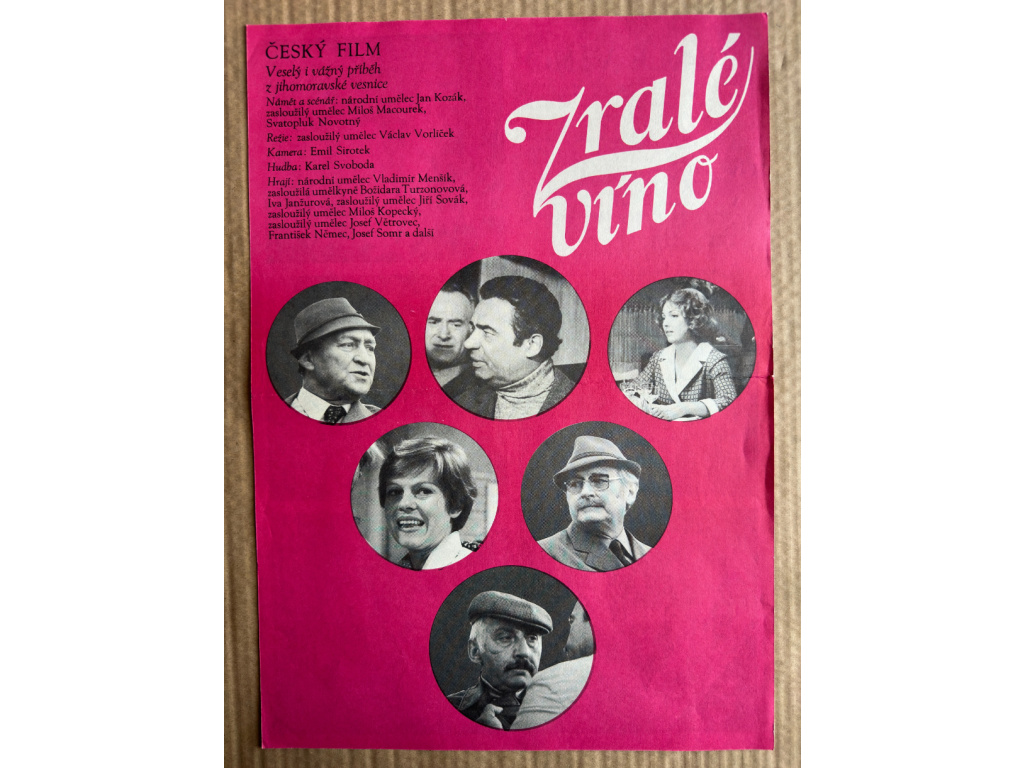 ČESKÝ FILM
Veselý i vážný příběh
z jihomoravské vesnice
Námět a scénář: národní umělec Jan Kozák,
zasloužilý umělec Miloš Macourek,
Svatopluk Novotný
Režie: zasloužilý umělec Václav Vorlíček
Kamera: Emil Sirotek
Hudba: Karel Svoboda
Hrají: národní umělec Vladimír Menšík,
zasloužilá umělkyně Božidara Turzonovová,
Iva Janžurová, zasloužilý umělec Jiří Sovák,
zasloužilý umělec Miloš Kopecký,
zasloužilý umělec Josef Větrovec,
František Němec, Josef Somr a další
Zralé
víno